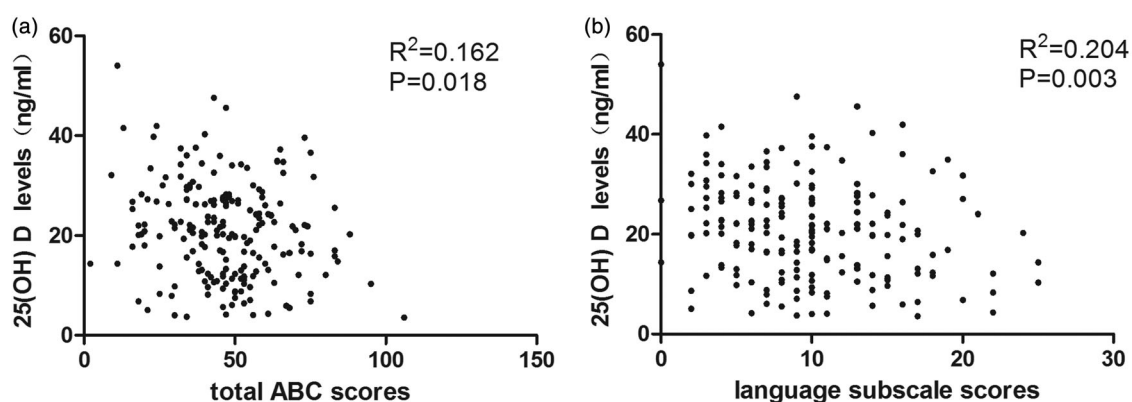 (a)
60
40
20
0
25(OH) D levels（ng/ml）
R²=0.162
P=0.018
0
50
100
150
total ABC scores
(b)
60
40
20
0
25(OH) D levels（ng/ml）
R²=0.204
P=0.003
0
10
20
30
language subscale scores